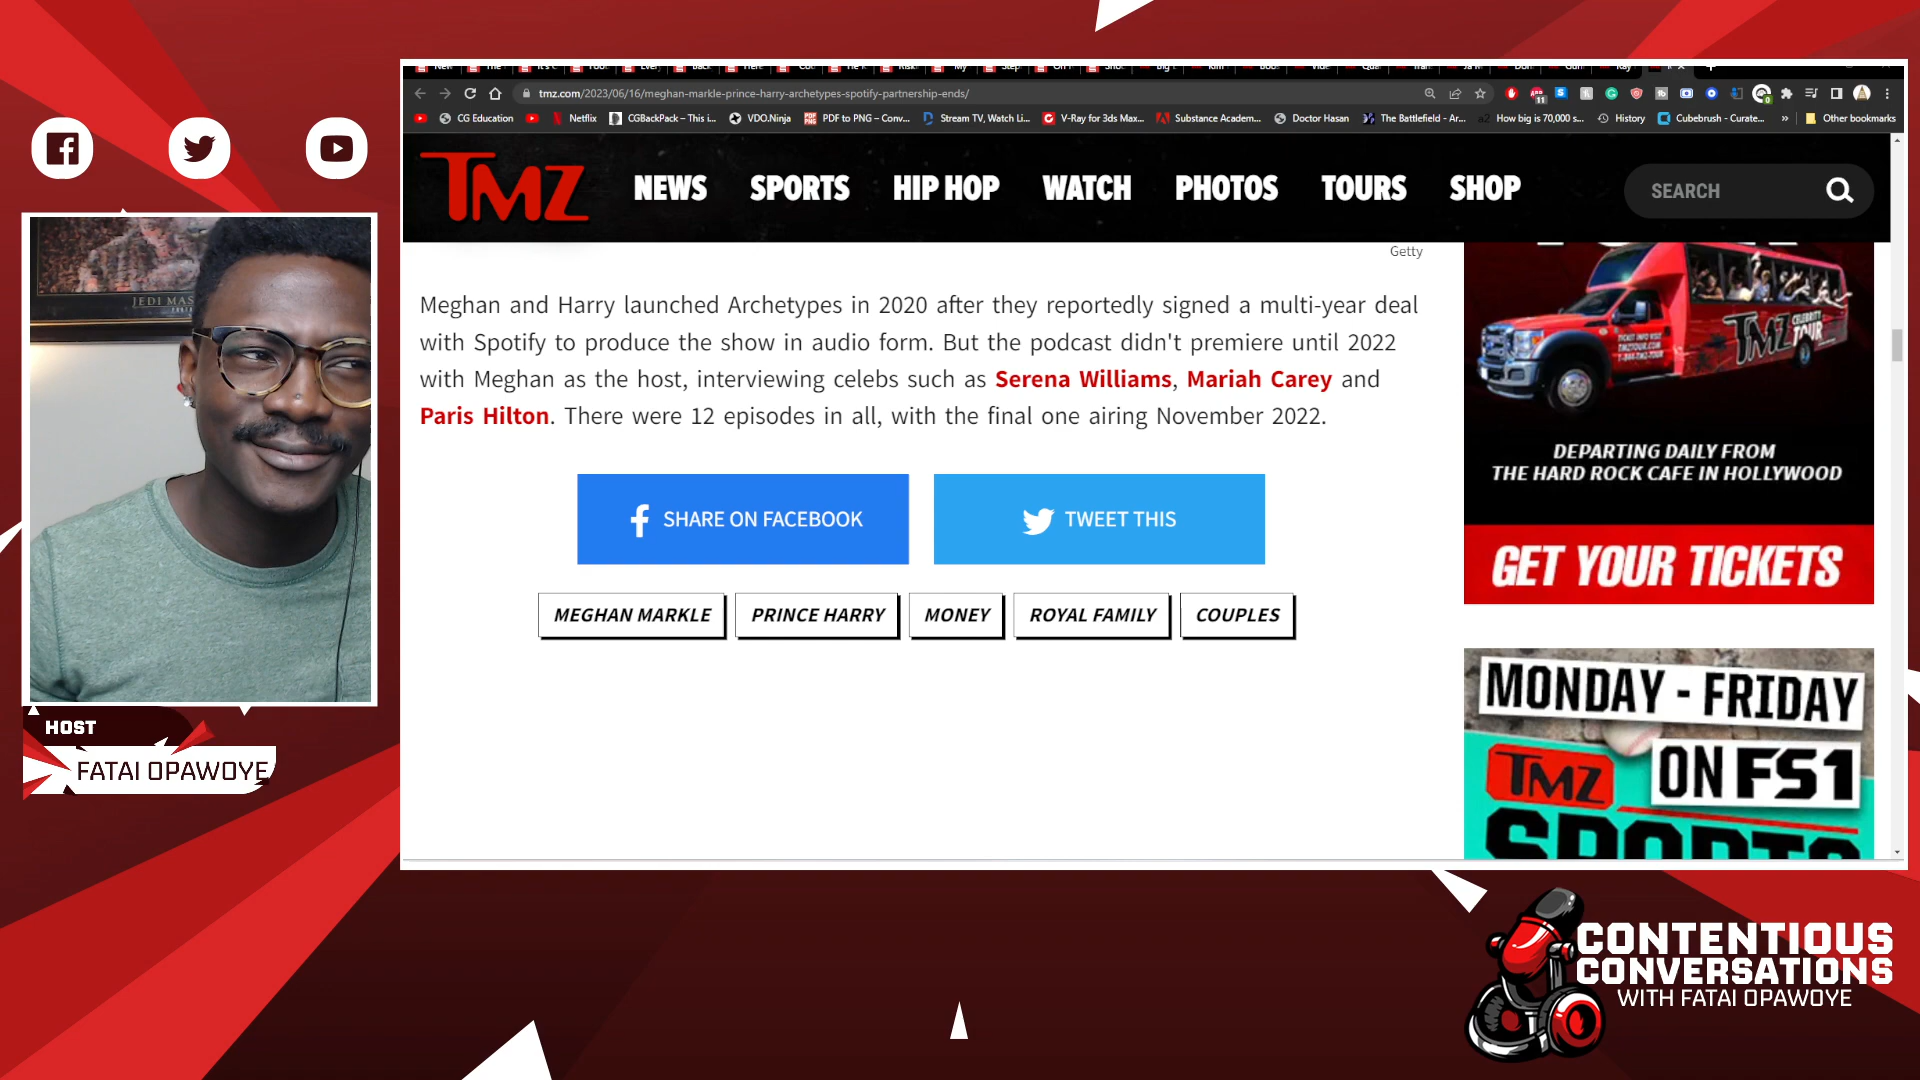 tmz.com/2023/06/16/meghan-markle-prince-harry-archetypes-spotify-partnership-ends/
CG Education Netflix CGBackPack – This i... VDO.Ninja PDF to PNG – Conv... Stream TV, Watch Li... V-Ray for 3ds Max... Substance Academ... Doctor Hasan The Battlefield - Ar... How big is 70,000 s... History Cubebrush - Curate... » Other bookmarks
TMZ NEWS SPORTS HIP HOP WATCH PHOTOS TOURS SHOP SEARCH
Getty
Meghan and Harry launched Archetypes in 2020 after they reportedly signed a multi-year deal
with Spotify to produce the show in audio form. But the podcast didn't premiere until 2022
with Meghan as the host, interviewing celebs such as Serena Williams, Mariah Carey and
Paris Hilton. There were 12 episodes in all, with the final one airing November 2022.
SHARE ON FACEBOOK
TWEET THIS
MEGHAN MARKLE PRINCE HARRY MONEY ROYAL FAMILY COUPLES
TMZ CELEBRITY TOUR
DEPARTING DAILY FROM
THE HARD ROCK CAFE IN HOLLYWOOD
GET YOUR TICKETS
MONDAY - FRIDAY
TMZ ON FS1
SPORTS
JEDI MAS
HOST
FATAI OPAWOYE
CONTENTIOUS
CONVERSATIONS
WITH FATAI OPAWOYE